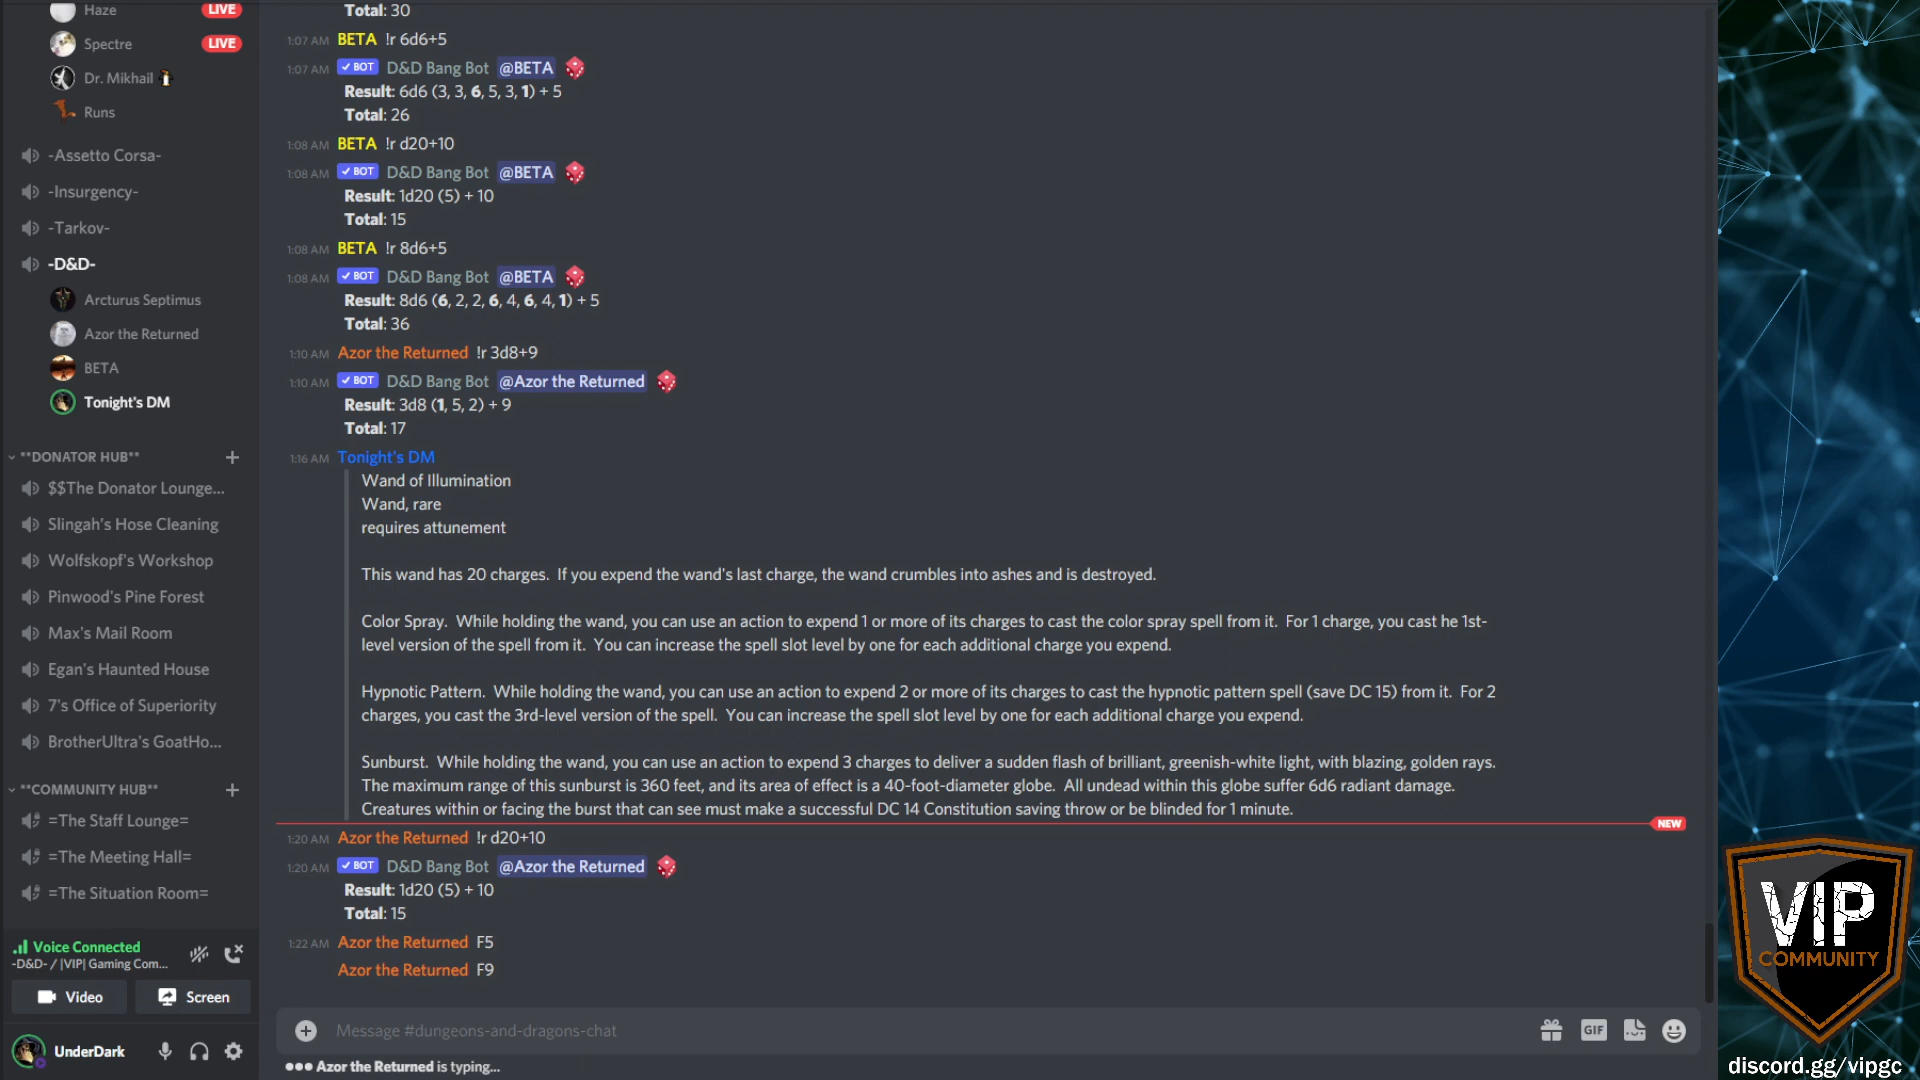 Haze LIVE
Spectre LIVE
Dr. Mikhail
Runs
-Assetto Corsa-
-Insurgency-
-Tarkov-
-D&D-
Arcturus Septimus
Azor the Returned
BETA
Tonight's DM
**DONATOR HUB**
$$The Donator Lounge...
Slingah's Hose Cleaning
Wolfskopf's Workshop
Pinwood's Pine Forest
Max's Mail Room
Egan's Haunted House
7's Office of Superiority
BrotherUltra's GoatHo...
**COMMUNITY HUB**
=The Staff Lounge=
=The Meeting Hall=
=The Situation Room=
Voice Connected
-D&D- / |VIP| Gaming Com...
Video Screen
UnderDark
Total: 30
1:07 AM BETA !r 6d6+5
1:07 AM BOT D&D Bang Bot @BETA
Result: 6d6 (3, 3, 6, 5, 3, 1) + 5
Total: 26
1:08 AM BETA !r d20+10
1:08 AM BOT D&D Bang Bot @BETA
Result: 1d20 (5) + 10
Total: 15
1:08 AM BETA !r 8d6+5
1:08 AM BOT D&D Bang Bot @BETA
Result: 8d6 (6, 2, 2, 6, 4, 6, 4, 1) + 5
Total: 36
1:10 AM Azor the Returned !r 3d8+9
1:10 AM BOT D&D Bang Bot @Azor the Returned
Result: 3d8 (1, 5, 2) + 9
Total: 17
1:16 AM Tonight's DM
Wand of Illumination
Wand, rare
requires attunement
This wand has 20 charges. If you expend the wand's last charge, the wand crumbles into ashes and is destroyed.
Color Spray. While holding the wand, you can use an action to expend 1 or more of its charges to cast the color spray spell from it. For 1 charge, you cast he 1st-
level version of the spell from it. You can increase the spell slot level by one for each additional charge you expend.
Hypnotic Pattern. While holding the wand, you can use an action to expend 2 or more of its charges to cast the hypnotic pattern spell (save DC 15) from it. For 2
charges, you cast the 3rd-level version of the spell. You can increase the spell slot level by one for each additional charge you expend.
Sunburst. While holding the wand, you can use an action to expend 3 charges to deliver a sudden flash of brilliant, greenish-white light, with blazing, golden rays.
The maximum range of this sunburst is 360 feet, and its area of effect is a 40-foot-diameter globe. All undead within this globe suffer 6d6 radiant damage.
Creatures within or facing the burst that can see must make a successful DC 14 Constitution saving throw or be blinded for 1 minute.
NEW
1:20 AM Azor the Returned !r d20+10
1:20 AM BOT D&D Bang Bot @Azor the Returned
Result: 1d20 (5) + 10
Total: 15
1:22 AM Azor the Returned F5
Azor the Returned F9
Message #dungeons-and-dragons-chat
GIF
Azor the Returned is typing...
VIP
COMMUNITY
discord.gg/vipgc